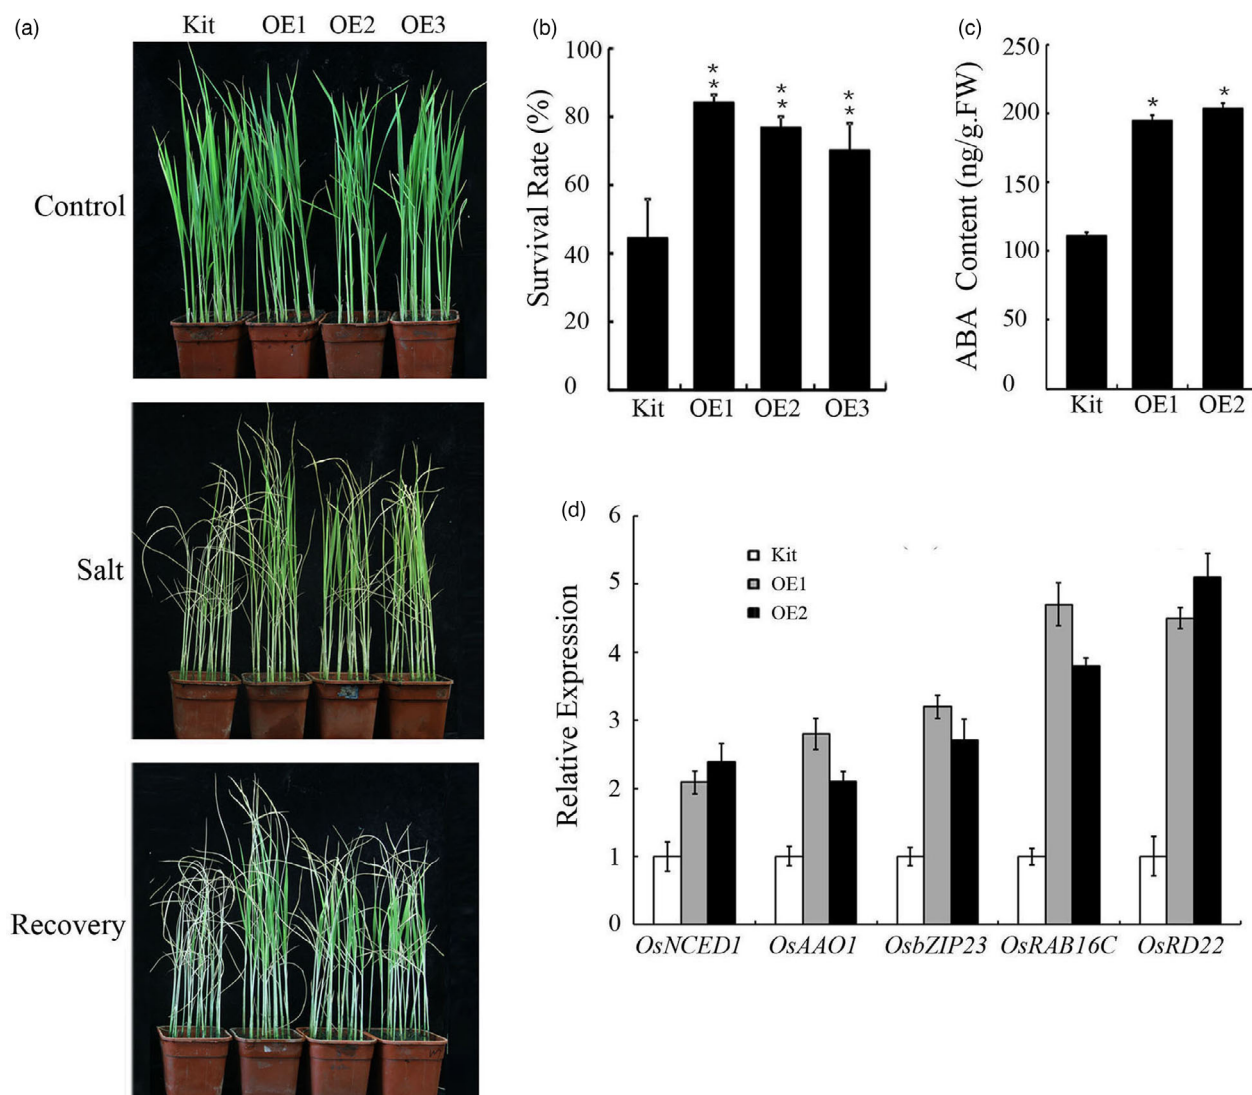 (a)
Kit OE1 OE2 OE3
Control
Salt
Recovery
(b)
Survival Rate (%)
100
80
60
40
20
0
**
**
**
Kit OE1 OE2 OE3
(c)
ABA Content (ng/g.FW)
250
200
150
100
50
0
*
*
Kit OE1 OE2
(d)
Relative Expression
6
5
4
3
2
1
0
Kit
OE1
OE2
OsNCED1 OsAAO1 OsbZIP23 OsRAB16C OsRD22